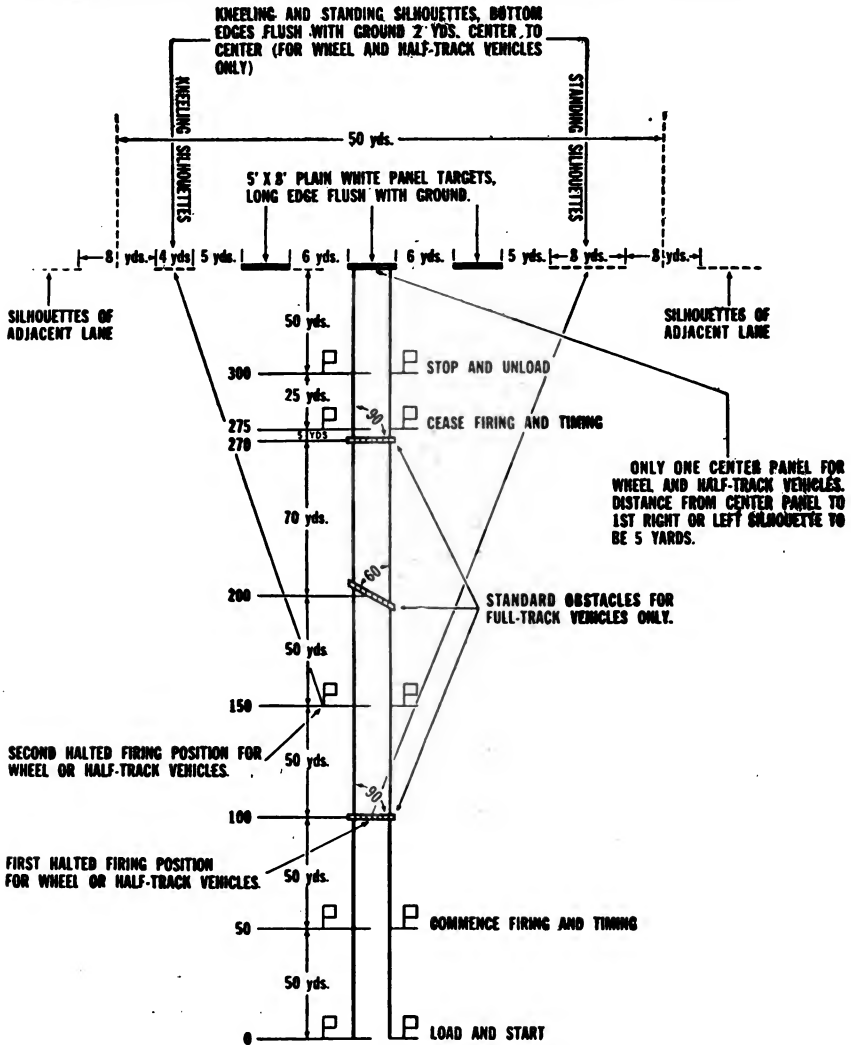 KNEELING AND STANDING SILHOUETTES, BOTTOM
EDGES FLUSH WITH GROUND 2 YDS. CENTER TO
CENTER (FOR WHEEL AND HALF-TRACK VEHICLES
ONLY)
KNEELING SILHOUETTES
STANDING SILHOUETTES
50 yds.
5' X 8' PLAIN WHITE PANEL TARGETS,
LONG EDGE FLUSH WITH GROUND.
8 yds. 4 yds 5 yds. 6 yds. 6 yds. 5 yds. 8 yds. 8 yds.
SILHOUETTES OF
ADJACENT LANE
SILHOUETTES OF
ADJACENT LANE
50 yds.
300 STOP AND UNLOAD
25 yds.
275 90 CEASE FIRING AND TIMING
5 YDS
270
ONLY ONE CENTER PANEL FOR
WHEEL AND HALF-TRACK VEHICLES.
DISTANCE FROM CENTER PANEL TO
1ST RIGHT OR LEFT SILHOUETTE TO
BE 5 YARDS.
70 yds.
60
200
STANDARD OBSTACLES FOR
FULL-TRACK VEHICLES ONLY.
50 yds.
150
SECOND HALTED FIRING POSITION FOR
WHEEL OR HALF-TRACK VEHICLES.
50 yds.
90
100
FIRST HALTED FIRING POSITION
FOR WHEEL OR HALF-TRACK VEHICLES.
50 yds.
50 COMMENCE FIRING AND TIMING
50 yds.
0 LOAD AND START